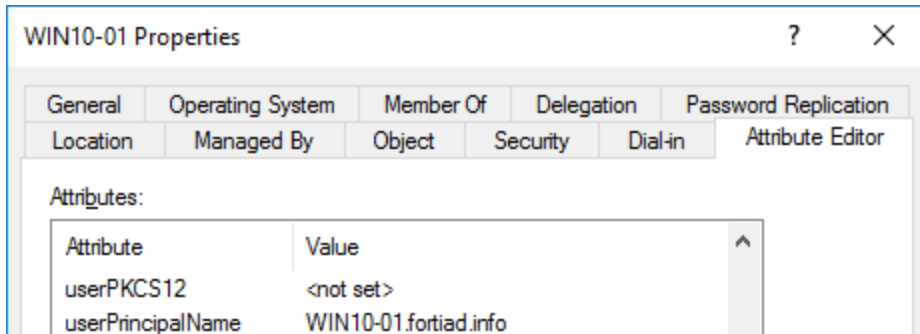 WIN10-01 Properties ? ✕
General Operating System Member Of Delegation Password Replication
Location Managed By Object Security Dial-in Attribute Editor
Attributes:
Attribute Value
userPKCS12 <not set>
userPrincipalName WIN10-01.fortiad.info